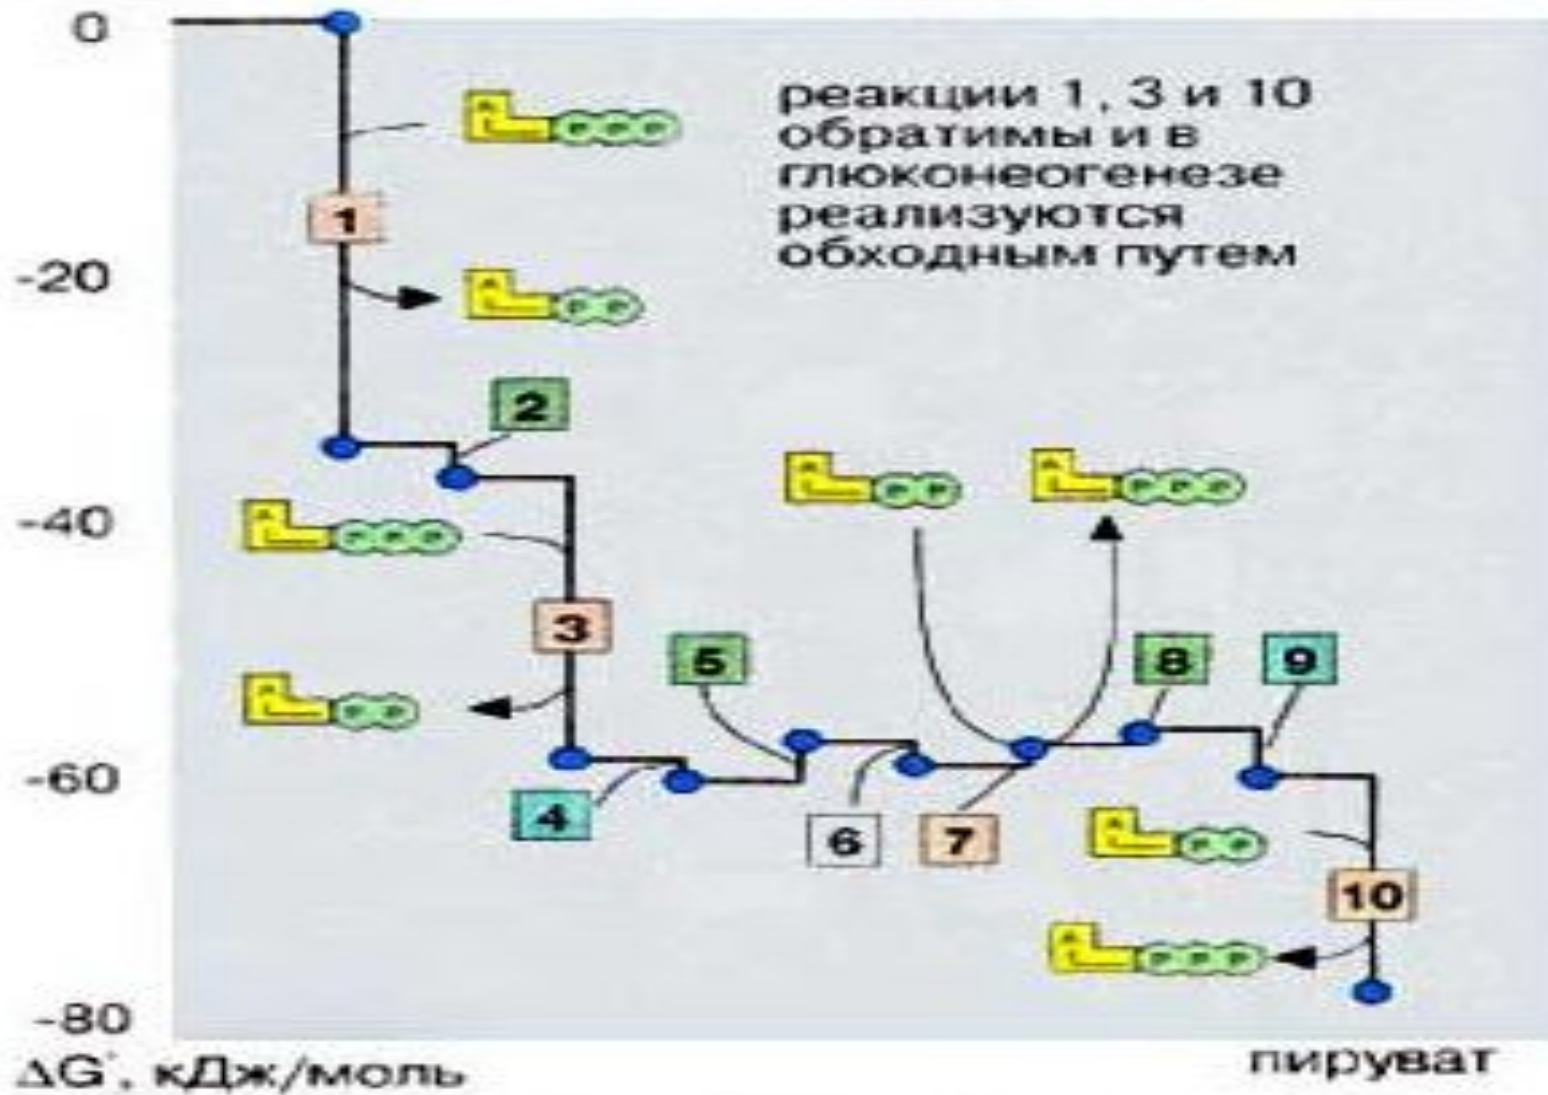 0
реакции 1, 3 и 10
обратимы и в
глюконеогенезе
реализуются
обходным путем
A
P P P
1
-20
A
P P
2
-40
A
P P P
A
P P
A
P P P
3
5
8
9
A
P P
-60
4
6
7
A
P P
10
A
P P P
-80
ΔG', кДж/моль
пируват